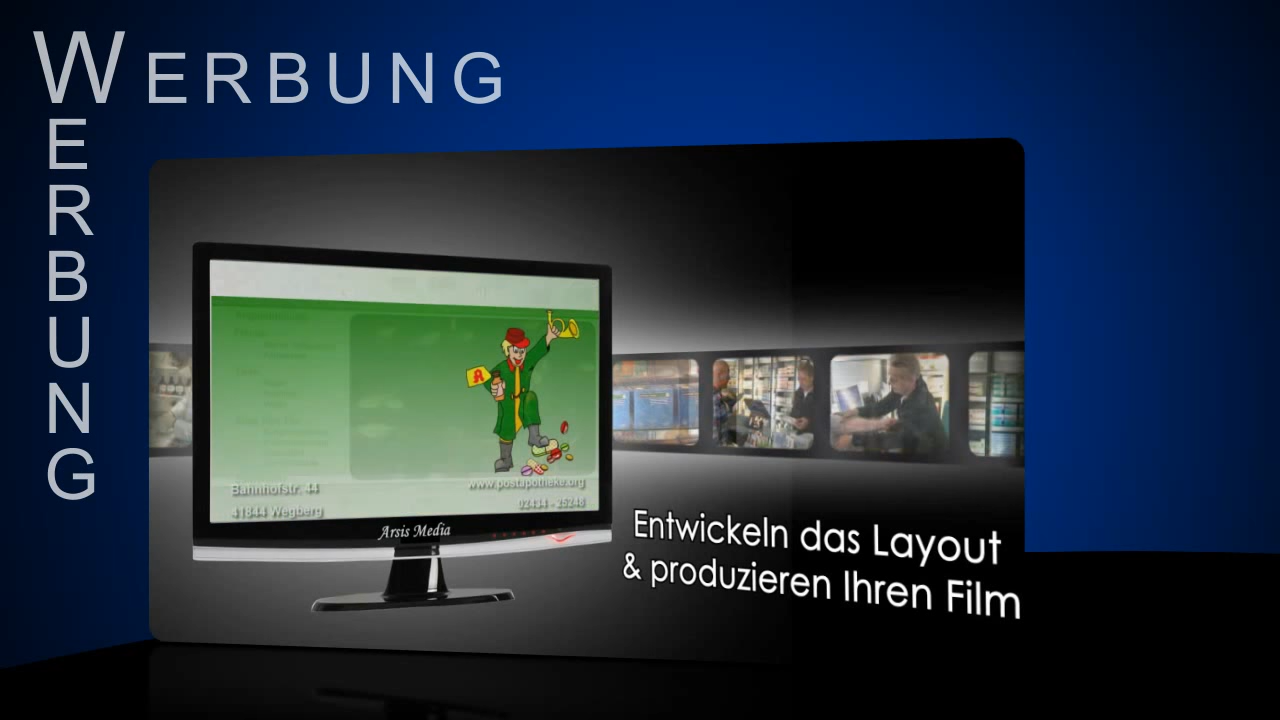 WERBUNG
WERBUNG
Bahnhofstr. 44
41844 Wegberg
www.postapotheke.org
02434 - 25248
Arsis Media
Entwickeln das Layout
& produzieren Ihren Film